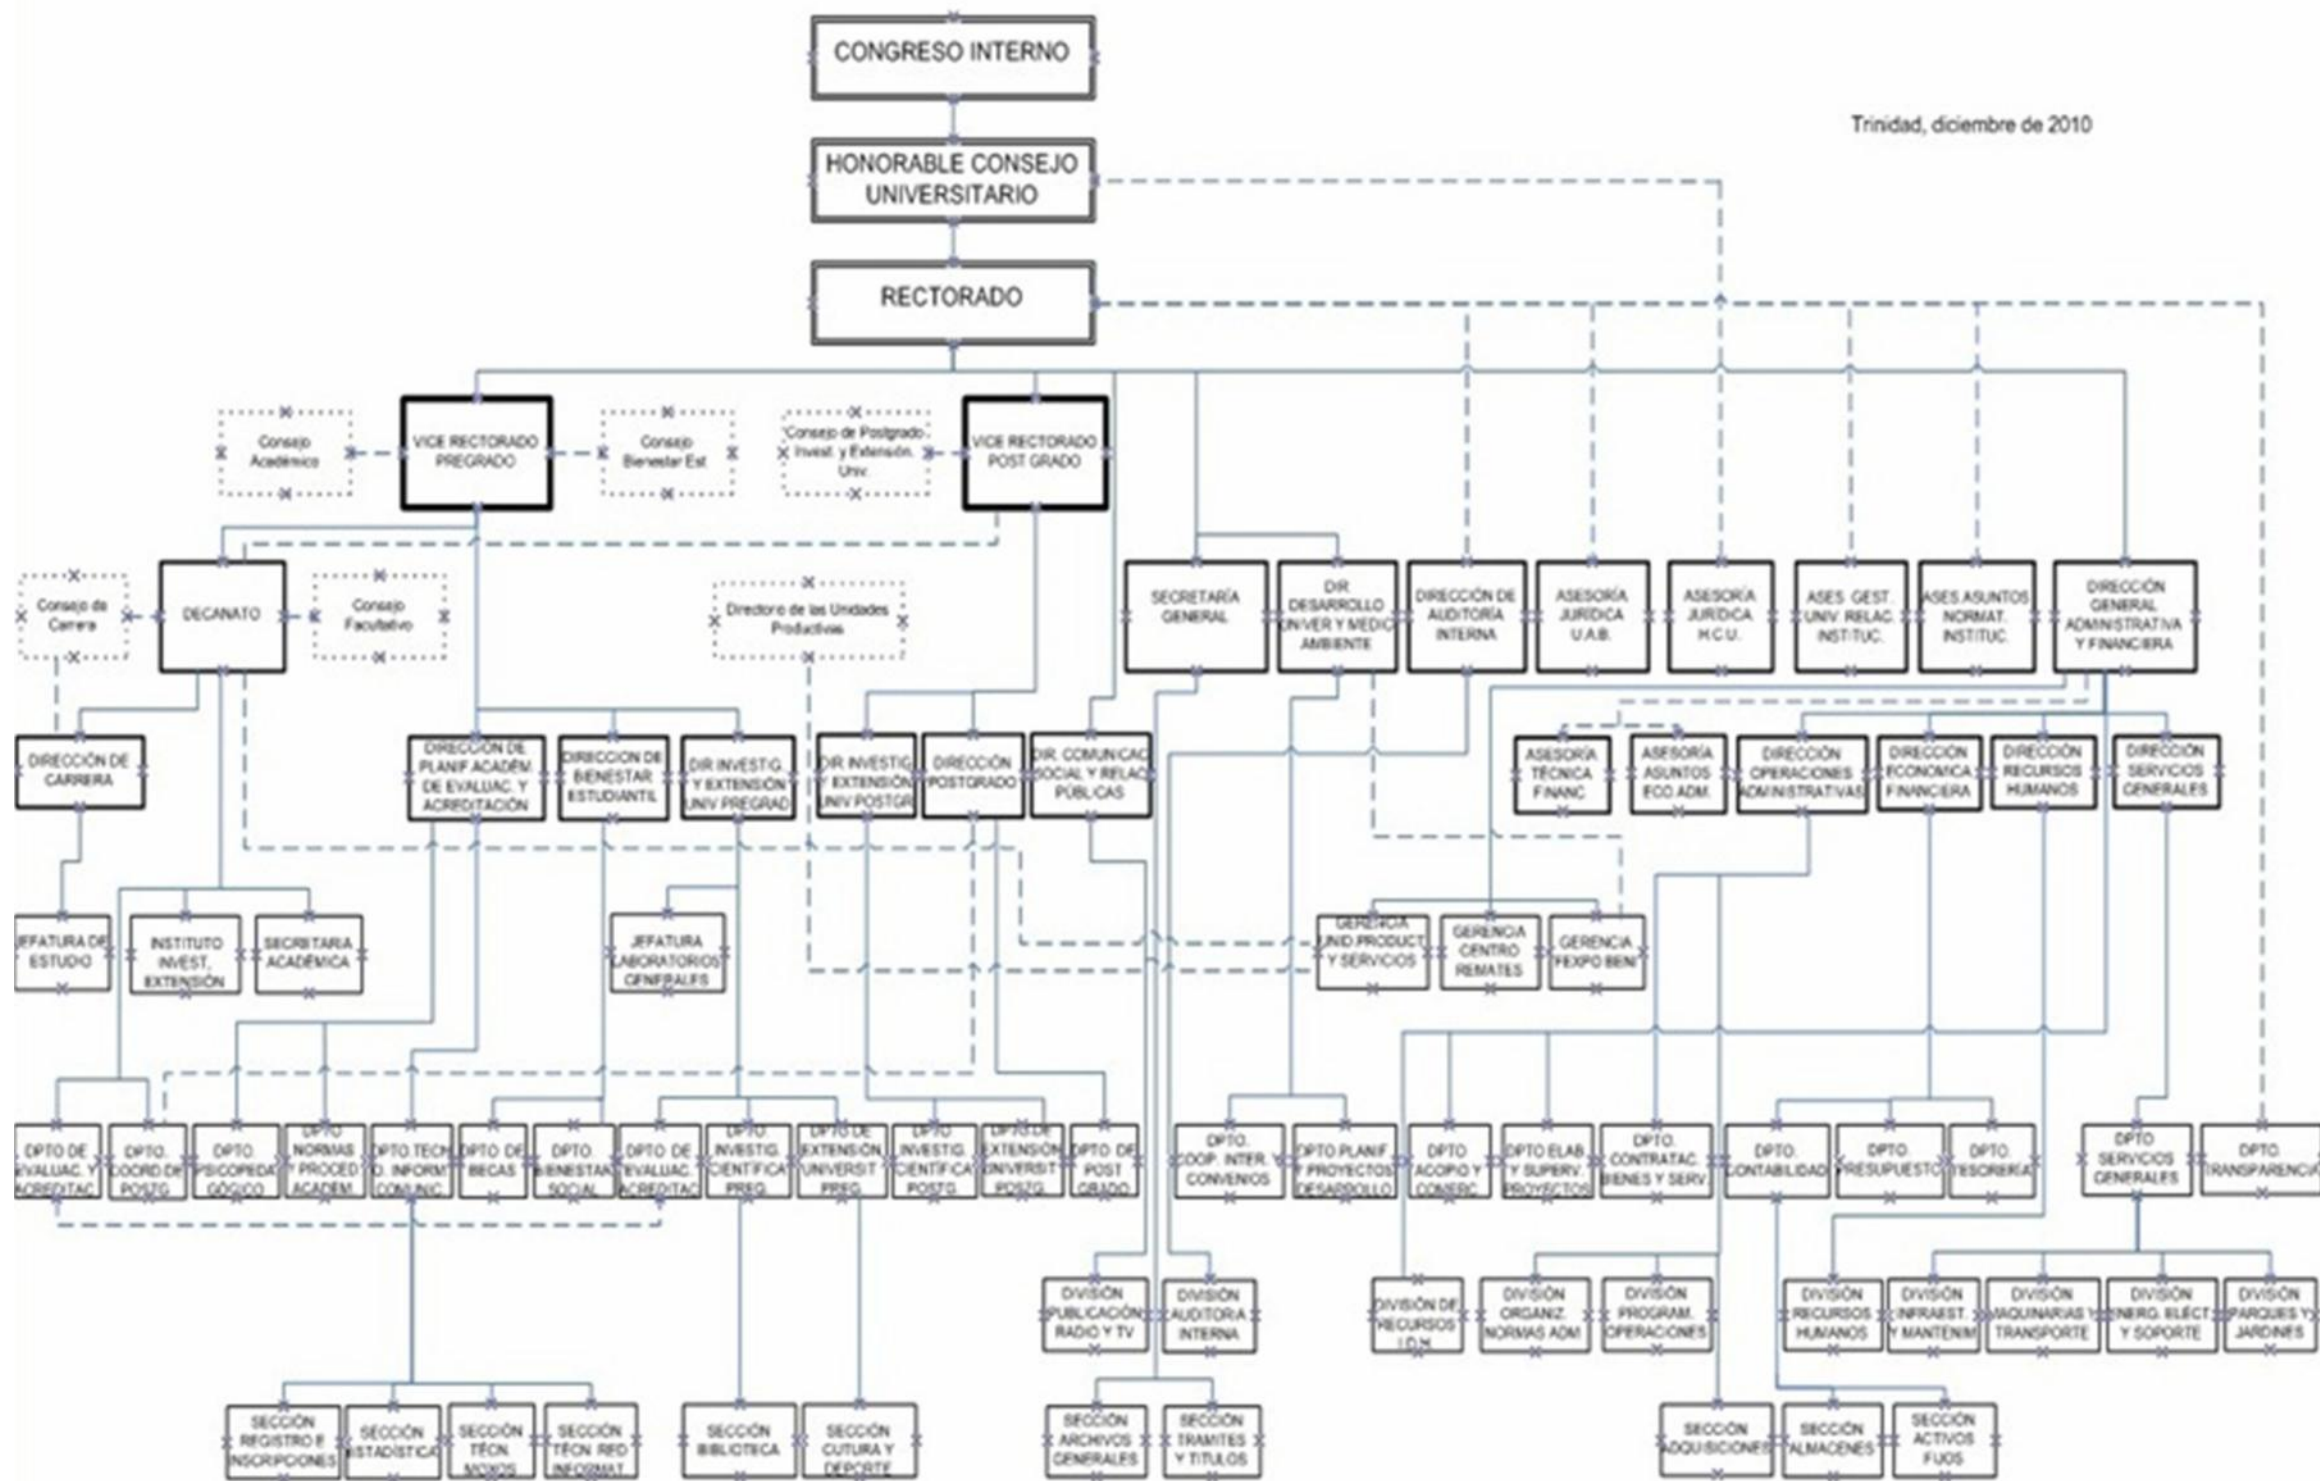 CONGRESO INTERNO
Trinidad, diciembre de 2010
HONORABLE CONSEJO
UNIVERSITARIO
RECTORADO
Consejo
Académico
VICE RECTORADO
PREGRADO
Consejo
Bienestar Est
Consejo de Postgrado
Invest. y Extensión.
Univ.
VICE RECTORADO
POST GRADO
Consejo de
Carrera
DECANATO
Consejo
Facultativo
Directorio de las Unidades
Productivas
SECRETARÍA
GENERAL
DIR
DESARROLLO
UNIVER Y MEDIC
AMBIENTE
DIRECCIÓN DE
AUDITORÍA
INTERNA
ASESORÍA
JURÍDICA
U.A.B.
ASESORÍA
JURÍDICA
H.C.U.
ASES. GEST.
UNIV. RELAC.
INSTITUC.
ASES.ASUNTOS
NORMAT.
INSTITUC.
DIRECCIÓN
GENERAL
ADMINISTRATIVA
Y FINANCIERA
DIRECCIÓN DE
CARRERA
DIRECCIÓN DE
PLANIF.ACADÉM.
DE EVALUAC. Y
ACREDITACIÓN
DIRECCION DE
BIENESTAR
ESTUDIANTIL
DIR INVESTIG.
Y EXTENSIÓN
UNIV PREGRAD
DIR INVESTIG
Y EXTENSIÓN
UNIV.POSTGR
DIRECCIÓN
POSTGRADO
DIR. COMUNICAC
SOCIAL Y RELAC
PÚBLICAS
ASESORÍA
TÉCNICA
FINANC
ASESORÍA
ASUNTOS
ECO.ADM.
DIRECCIÓN
OPERACIONES
ADMINISTRATIVAS
DIRECCIÓN
ECONOMICA
FINANCIERA
DIRECCIÓN
RECURSOS
HUMANOS
DIRECCIÓN
SERVICIOS
GENERALES
JEFATURA DE
ESTUDIO
INSTITUTO
INVEST,
EXTENSIÓN
SECRETARIA
ACADÉMICA
JEFATURA
LABORATORIOS
GENERALES
GERENCIA
UNID.PRODUCT
Y SERVICIOS
GERENCIA
CENTRO
REMATES
GERENCIA
FEXPO BENI
DPTO DE
EVALUAC. Y
ACREDITAC
DPTO.
COORD.DE
POSTG.
DPTO.
PSICOPEDA
GÓGICO
DPTO
NORMAS
Y PROCED
ACADÉM.
DPTO.TECN
O. INFORM
COMUNIC.
DPTO. DE
BECAS
DPTO.
BIENESTAR
SOCIAL
DPTO. DE
EVALUAC.
ACREDITAC
DPTO.
INVESTIG.
CIENTÍFICA
PREG.
DPTO.DE
EXTENSIÓN
UNIVERSIT
PREG.
DPTO.
INVESTIG.
CIENTÍFICA
POSTG.
DPTO.DE
EXTENSIÓN
UNIVERSIT
POSTG.
DPTO. DE
POST
GRADO
DPTO.
COOP. INTER. Y
CONVENIOS
DPTO PLANIF.
Y PROYECTOS
DESARROLLO
DPTO
ACOPIO Y
COMERC
DPTO ELAB
Y SUPERV.
PROYECTOS
DPTO.
CONTRATAC.
BIENES Y SERV.
DPTO.
CONTABILIDAD
DPTO.
PRESUPUESTO
DPTO.
TESORERÍA
DPTO
SERVICIOS
GENERALES
DPTO.
TRANSPARENCIA
DIVISIÓN
PUBLICACIÓN
RADIO Y TV
DIVISIÓN
AUDITORIA
INTERNA
DIVISIÓN DE
RECURSOS
I.D.H.
DIVISIÓN
ORGANIZ.
NORMAS ADM
DIVISIÓN
PROGRAM.
OPERACIONES
DIVISIÓN
RECURSOS
HUMANOS
DIVISIÓN
INFRAEST.
Y MANTENIM
DIVISIÓN
MAQUINARIAS Y
TRANSPORTE
DIVISIÓN
ENERG. ELÉCT
Y SOPORTE
DIVISIÓN
PARQUES Y
JARDINES
SECCIÓN
REGISTRO E
INSCRIPCIONES
SECCIÓN
ESTADÍSTICA
SECCIÓN
TÉCN.
MOXOS
SECCIÓN
TÉCN. RED
INFORMAT.
SECCIÓN
BIBLIOTECA
SECCIÓN
CUTURA Y
DEPORTE
SECCIÓN
ARCHIVOS
GENERALES
SECCIÓN
TRAMITES
Y TITULOS
SECCIÓN
ADQUISICIONES
SECCIÓN
ALMACENES
SECCIÓN
ACTIVOS
FIJOS